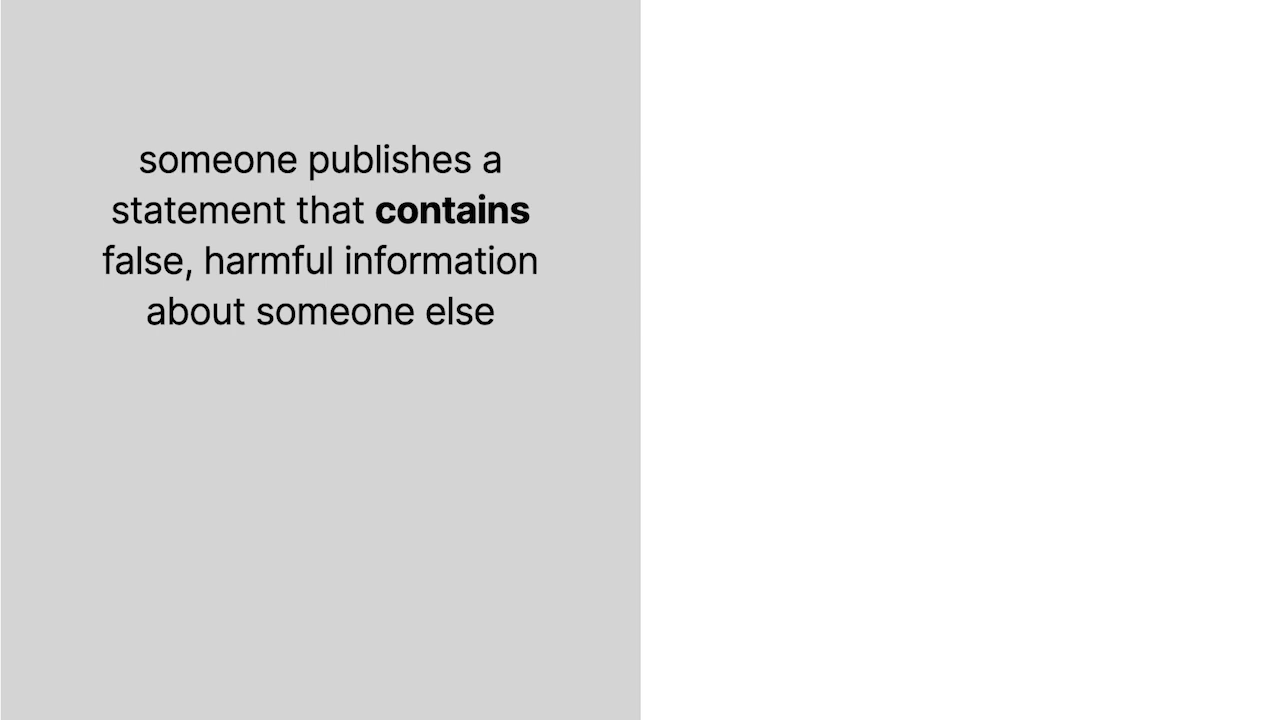 someone publishes a
statement that contains
false, harmful information
about someone else